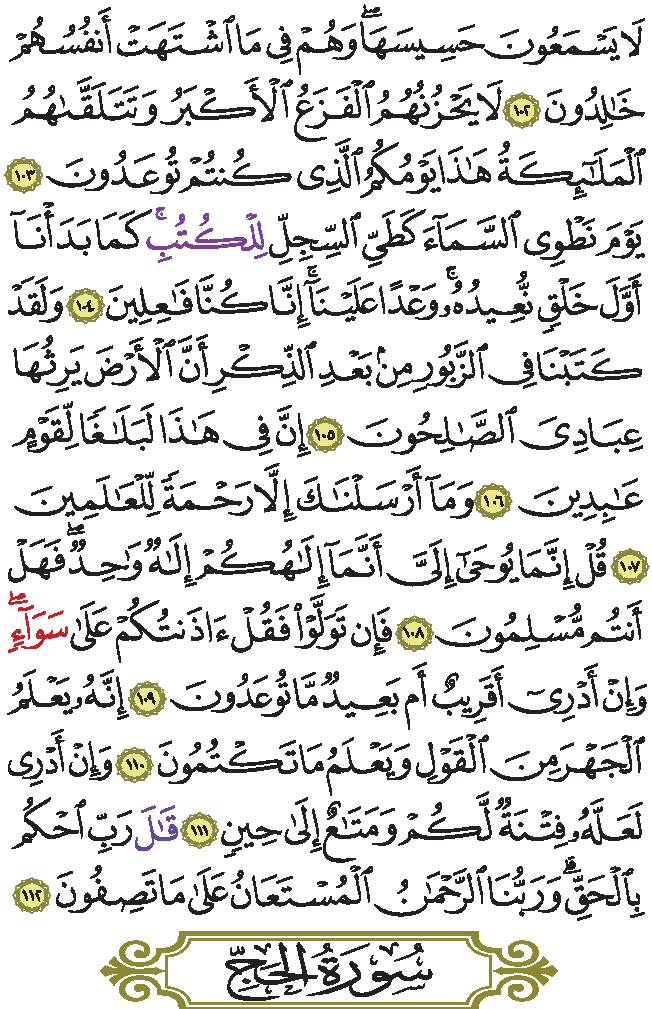 لَا يَسْمَعُونَ حَسِيسَهَاۖ وَهُمْ فِي مَا ٱشْتَهَتْ أَنفُسُهُمْ
خَٰلِدُونَ ١٠٢ لَا يَحْزُنُهُمُ ٱلْفَزَعُ ٱلْأَكْبَرُ وَتَتَلَقَّىٰهُمُ
ٱلْمَلَٰٓئِكَةُ هَٰذَا يَوْمُكُمُ ٱلَّذِي كُنتُمْ تُوعَدُونَ ١٠٣
يَوْمَ نَطْوِي ٱلسَّمَآءَ كَطَيِّ ٱلسِّجِلِّ لِلْكُتُبِۚ كَمَا بَدَأْنَآ
أَوَّلَ خَلْقٍ نُّعِيدُهُۥۚ وَعْدًا عَلَيْنَآۚ إِنَّا كُنَّا فَٰعِلِينَ ١٠٤ وَلَقَدْ
كَتَبْنَا فِي ٱلزَّبُورِ مِنۢ بَعْدِ ٱلذِّكْرِ أَنَّ ٱلْأَرْضَ يَرِثُهَا
عِبَادِيَ ٱلصَّٰلِحُونَ ١٠٥ إِنَّ فِي هَٰذَا لَبَلَٰغًا لِّقَوْمٍ
عَٰبِدِينَ ١٠٦ وَمَآ أَرْسَلْنَٰكَ إِلَّا رَحْمَةً لِّلْعَٰلَمِينَ
١٠٧ قُلْ إِنَّمَا يُوحَىٰٓ إِلَيَّ أَنَّمَآ إِلَٰهُكُمْ إِلَٰهٌ وَٰحِدٌۖ فَهَلْ
أَنتُم مُّسْلِمُونَ ١٠٨ فَإِن تَوَلَّوْا۟ فَقُلْ ءَاذَنتُكُمْ عَلَىٰ سَوَآءٍۖ
وَإِنْ أَدْرِيٓ أَقَرِيبٌ أَم بَعِيدٌ مَّا تُوعَدُونَ ١٠٩ إِنَّهُۥ يَعْلَمُ
ٱلْجَهْرَ مِنَ ٱلْقَوْلِ وَيَعْلَمُ مَا تَكْتُمُونَ ١١٠ وَإِنْ أَدْرِي
لَعَلَّهُۥ فِتْنَةٌ لَّكُمْ وَمَتَٰعٌ إِلَىٰ حِينٍ ١١١ قَٰلَ رَبِّ ٱحْكُم
بِٱلْحَقِّۗ وَرَبُّنَا ٱلرَّحْمَٰنُ ٱلْمُسْتَعَانُ عَلَىٰ مَا تَصِفُونَ ١١٢
سُورَةُ الحَجِّ